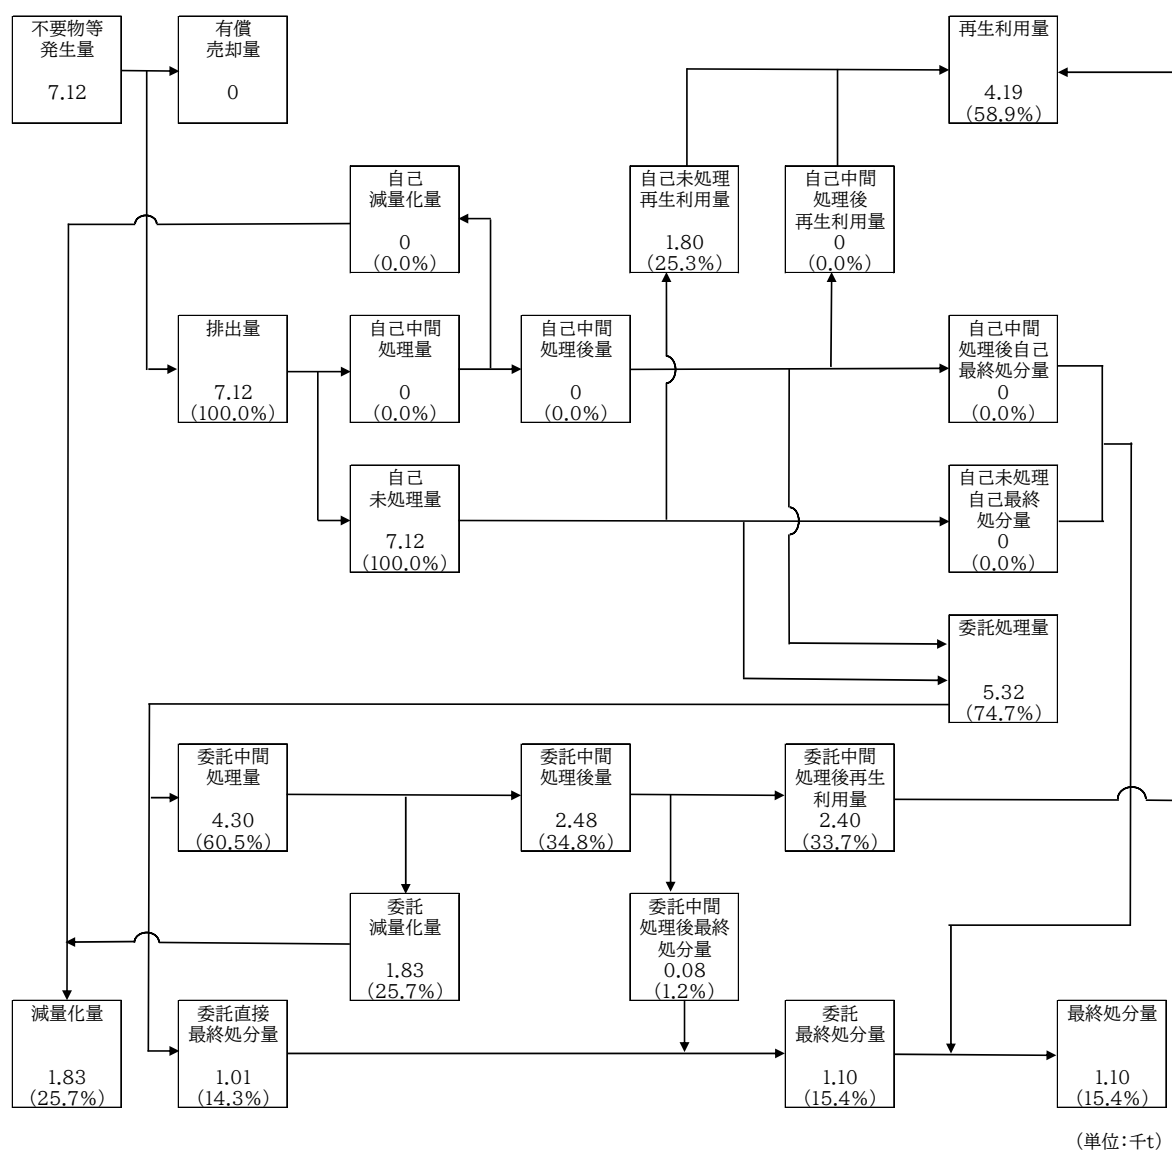 不要物等
発生量
7.12
有償
売却量
0
再生利用量
4.19
(58.9%)
自己
減量化量
0
(0.0%)
自己未処理
再生利用量
1.80
(25.3%)
自己中間
処理後
再生利用量
0
(0.0%)
排出量
7.12
(100.0%)
自己中間
処理量
0
(0.0%)
自己中間
処理後量
0
(0.0%)
自己中間
処理後自己
最終処分量
0
(0.0%)
自己
未処理量
7.12
(100.0%)
自己未処理
自己最終
処分量
0
(0.0%)
委託処理量
5.32
(74.7%)
委託中間
処理量
4.30
(60.5%)
委託中間
処理後量
2.48
(34.8%)
委託中間
処理後再生
利用量
2.40
(33.7%)
委託
減量化量
1.83
(25.7%)
委託中間
処理後最終
処分量
0.08
(1.2%)
減量化量
1.83
(25.7%)
委託直接
最終処分量
1.01
(14.3%)
委託
最終処分量
1.10
(15.4%)
最終処分量
1.10
(15.4%)
(単位:千t)